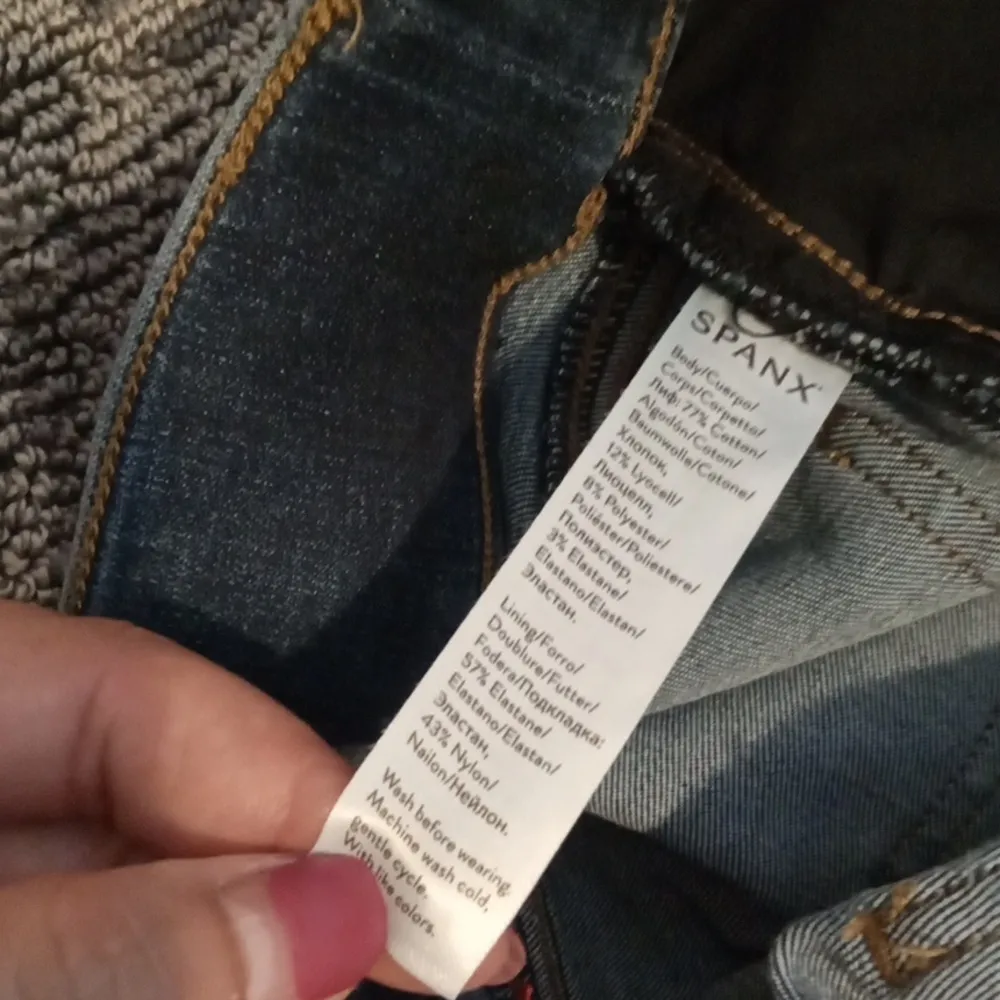 SPANX
Body/Cuerpo/
Corps/Corpetto/
Лиф: 77% Cotton/
Algodón/Coton/
Baumwolle/Cotone/
Хлопок,
12% Lyocell/
Лиоцелл,
8% Polyester/
Poliéster/Poliestere/
Полиэстер,
3% Elastane/
Elastano/Elastan/
Эластан.
Lining/Forro/
Doublure/Futter/
Fodera/Подкладка:
57% Elastane/
Elastano/Elastan/
Эластан,
43% Nylon/
Nailon/Нейлон.
Wash before wearing.
Machine wash cold,
gentle cycle.
With like colors.